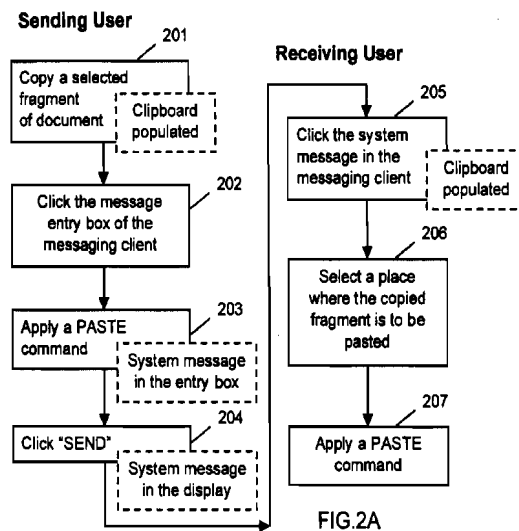 Sending User
201
Copy a selected
fragment
of document
Clipboard
populated
202
Click the message
entry box of the
messaging client
203
Apply a PASTE
command
System message
in the entry box
204
Click “SEND”
System message
in the display
Receiving User
205
Click the system
message in the
messaging client
Clipboard
populated
206
Select a place
where the copied
fragment is to be
pasted
207
Apply a PASTE
command
FIG.2A